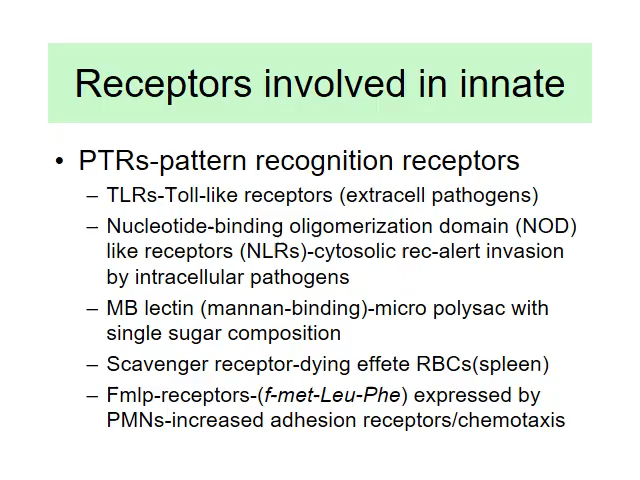 Receptors involved in innate
• PTRs-pattern recognition receptors
– TLRs-Toll-like receptors (extracell pathogens)
– Nucleotide-binding oligomerization domain (NOD)
like receptors (NLRs)-cytosolic rec-alert invasion
by intracellular pathogens
– MB lectin (mannan-binding)-micro polysac with
single sugar composition
– Scavenger receptor-dying effete RBCs(spleen)
– Fmlp-receptors-(f-met-Leu-Phe) expressed by
PMNs-increased adhesion receptors/chemotaxis